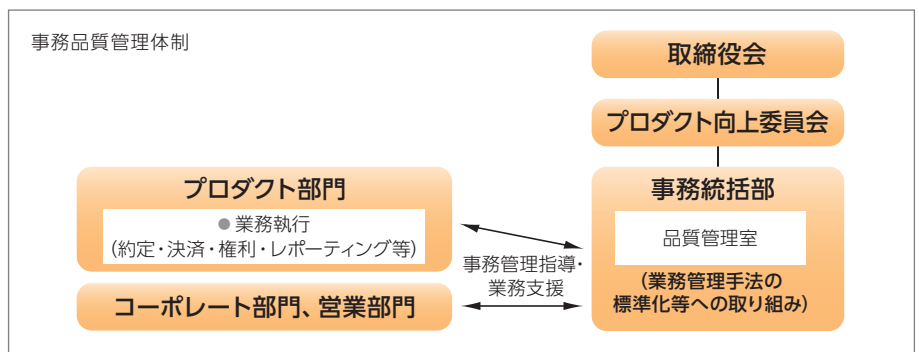 事務品質管理体制
取締役会
プロダクト向上委員会
プロダクト部門
●業務執行
(約定・決済・権利・レポーティング等)
コーポレート部門、営業部門
事務管理指導・
業務支援
事務統括部
品質管理室
(業務管理手法の
標準化等への取り組み)